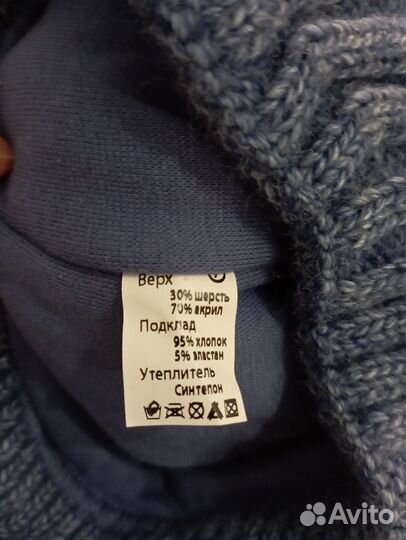 Верх
30% шерсть
70% акрил
Подклад
95% хлопок
5% эластан
Утеплитель
Синтепон
Avito